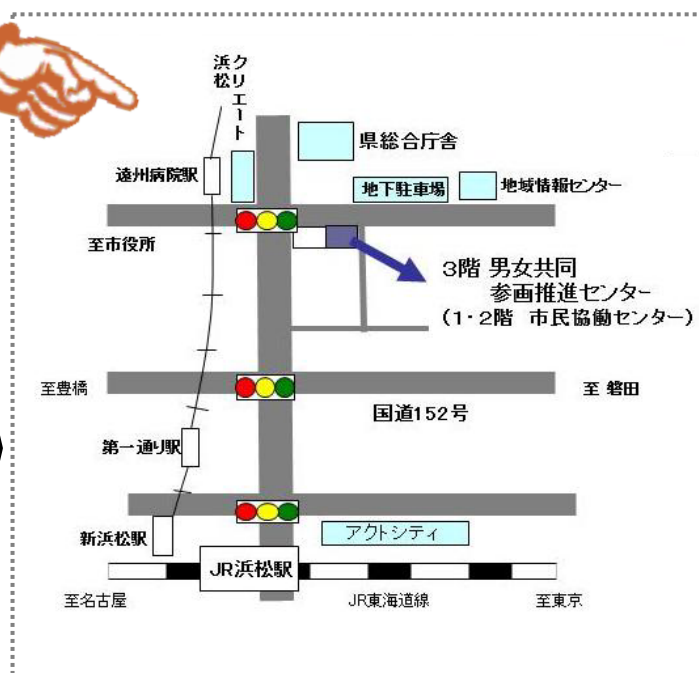 クリエート
浜松
県総合庁舎
遠州病院駅
地下駐車場
地域情報センター
至市役所
3階 男女共同
参画推進センター
(1・2階 市民協働センター)
至豊橋
至 磐田
国道152号
第一通り駅
新浜松駅
アクトシティ
JR浜松駅
至名古屋
JR東海道線
至東京